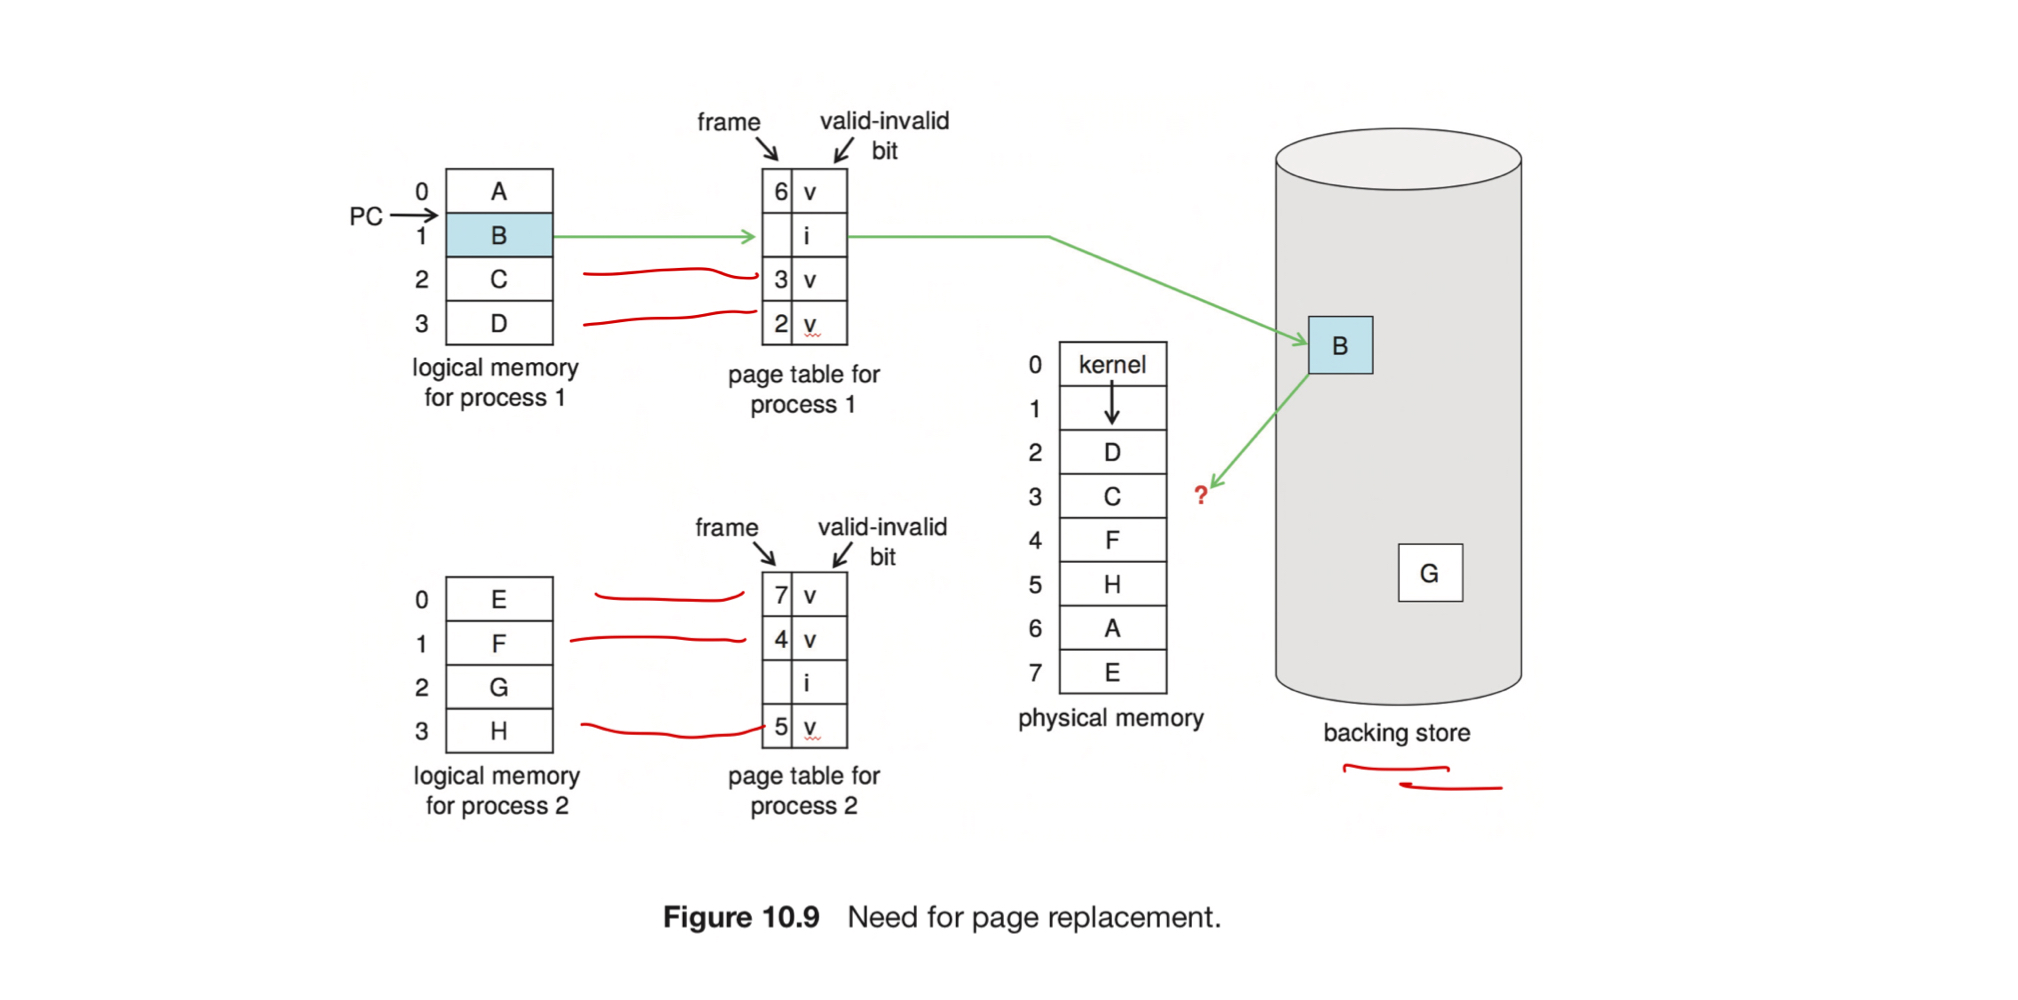 frame
valid-invalid
bit
0 A 6 v
PC
1 B i
2 C 3 v
3 D 2 v
logical memory
for process 1
page table for
process 1
B
0 kernel
1
2 D
3 C ?
4 F
5 H
6 A
7 E
physical memory
G
backing store
frame
valid-invalid
bit
0 E 7 v
1 F 4 v
2 G i
3 H 5 v
logical memory
for process 2
page table for
process 2
Figure 10.9 Need for page replacement.